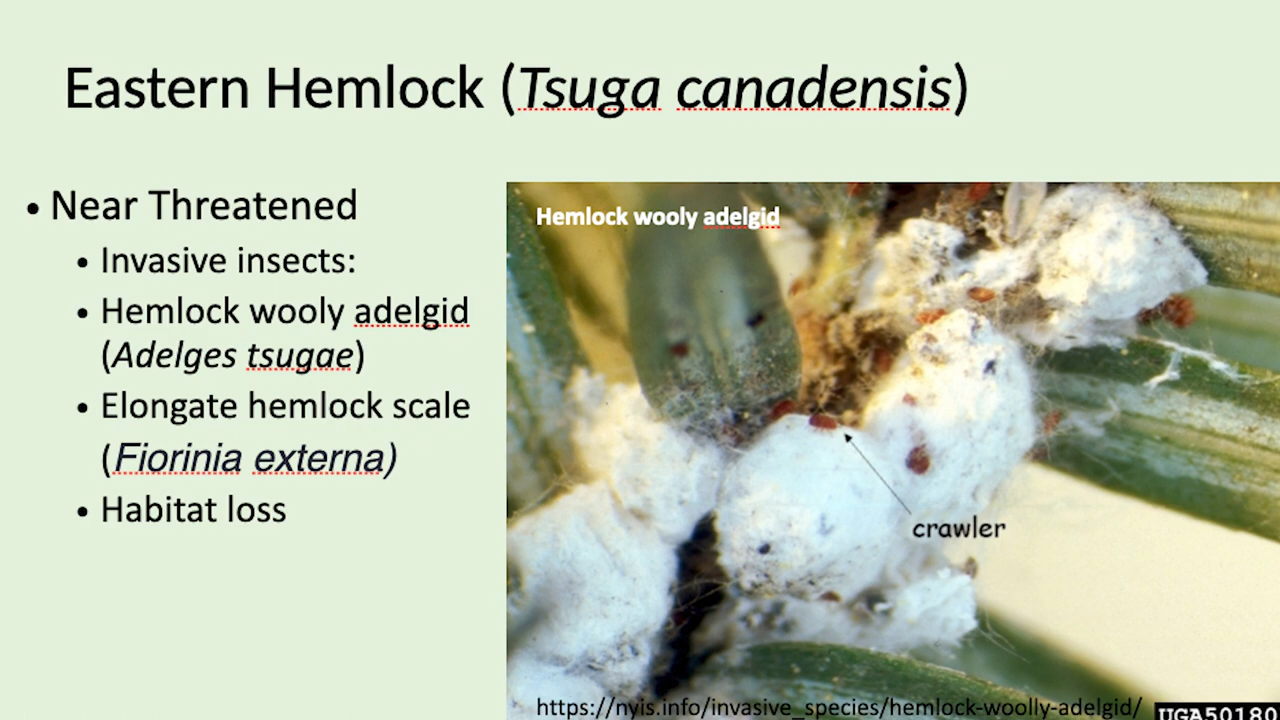 Eastern Hemlock (Tsuga canadensis)
• Near Threatened
• Invasive insects:
• Hemlock wooly adelgid
(Adelges tsugae)
• Elongate hemlock scale
(Fiorinia externa)
• Habitat loss
Hemlock wooly adelgid
crawler
https://nyis.info/invasive_species/hemlock-woolly-adelgid/
UGA50180